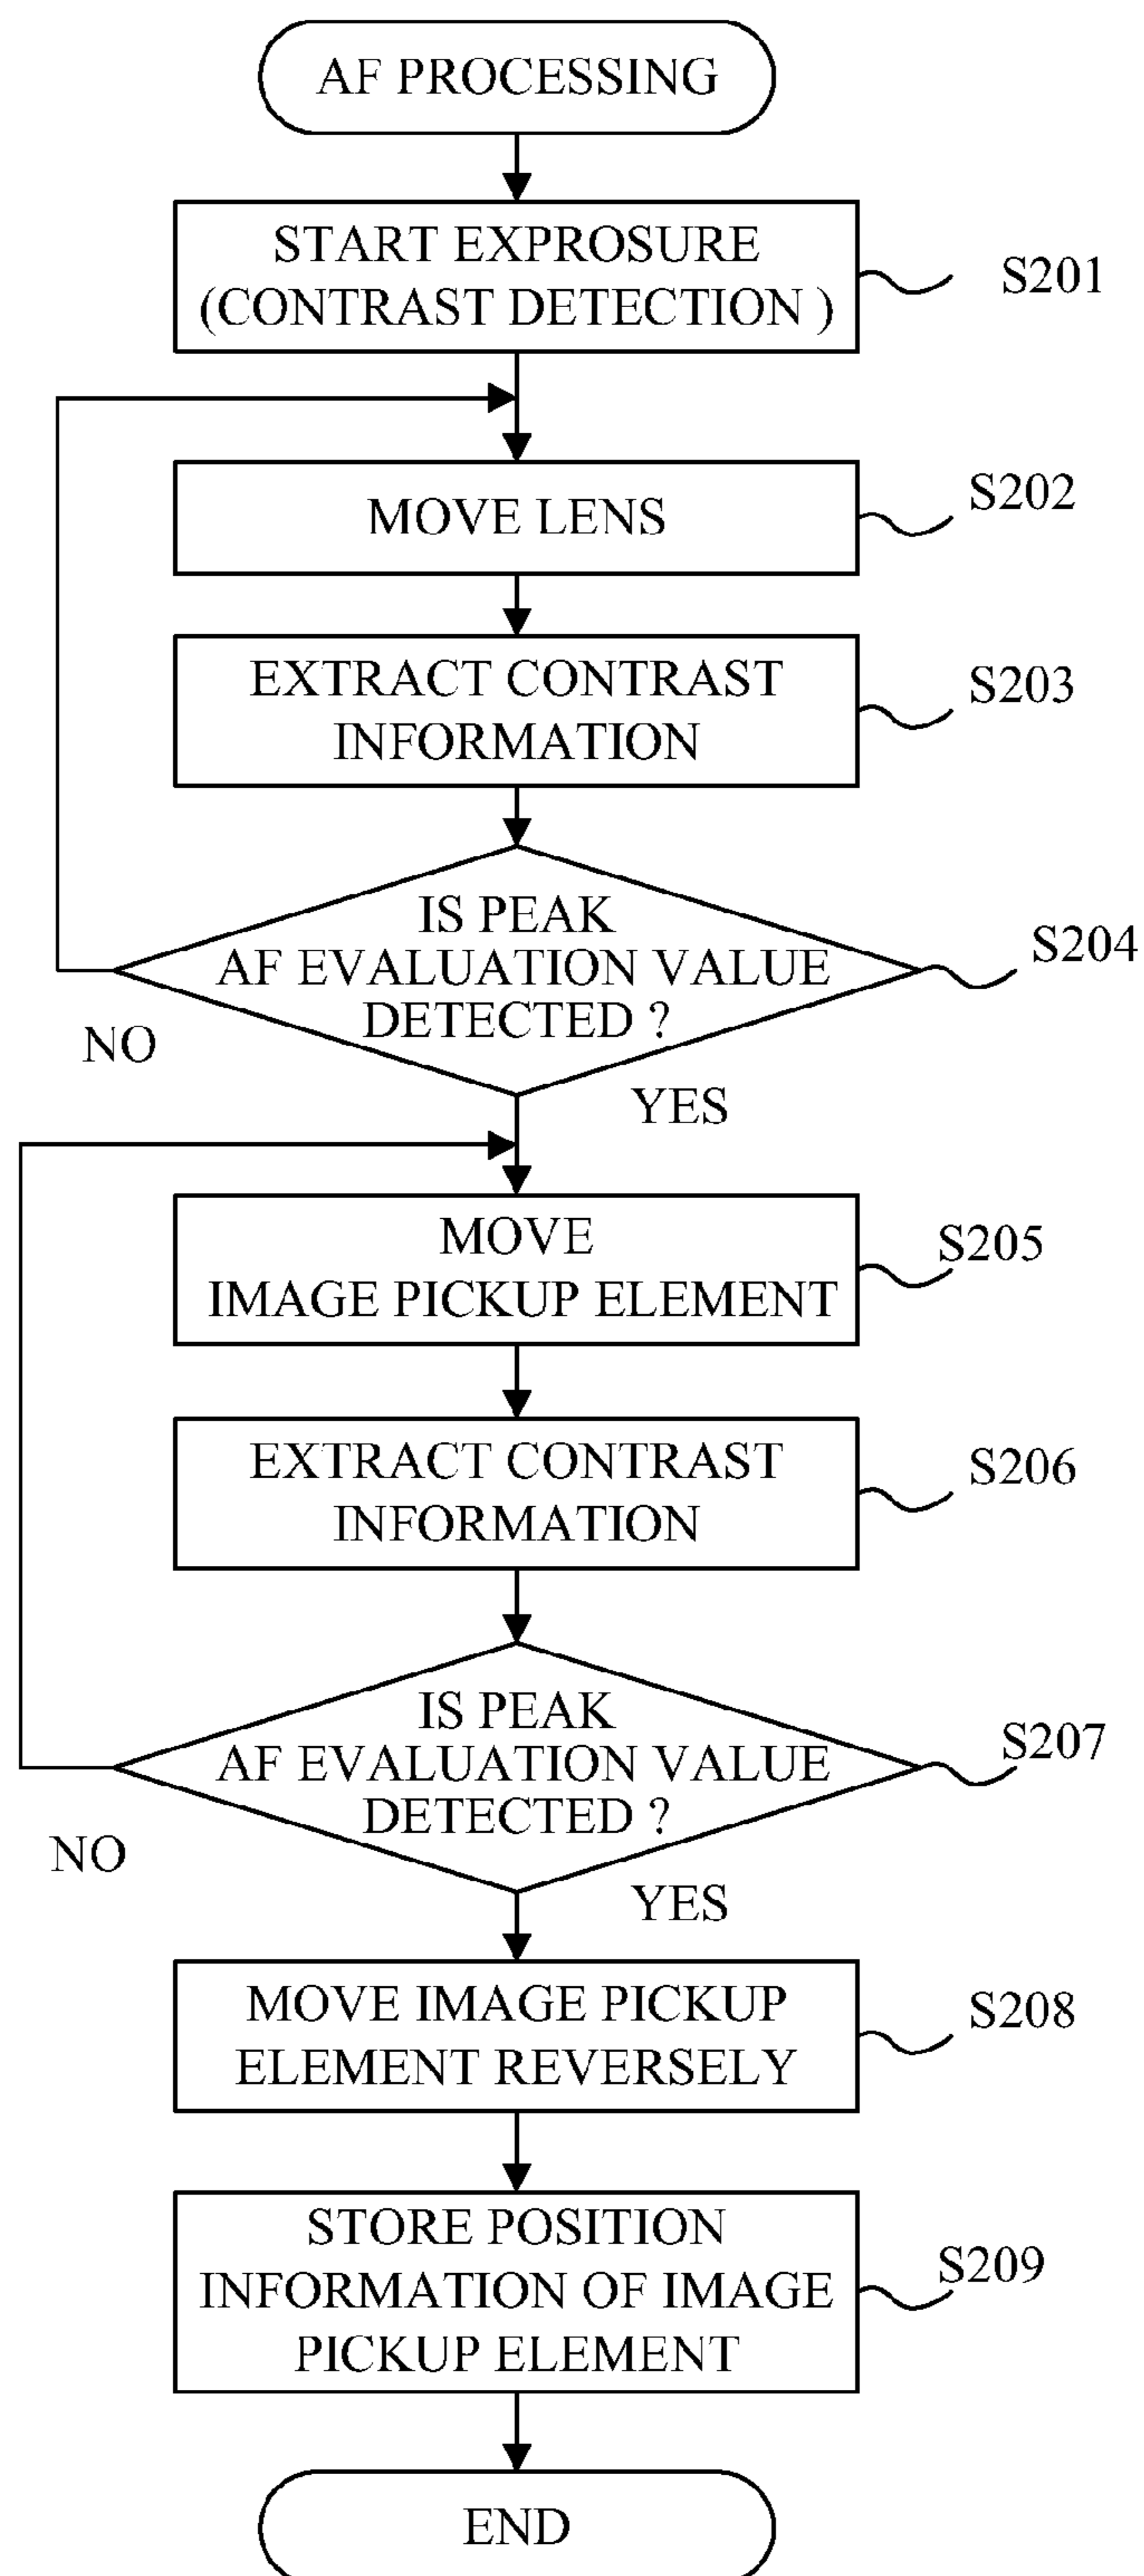 AF PROCESSING
START EXPROSURE
(CONTRAST DETECTION )
S201
MOVE LENS
S202
EXTRACT CONTRAST
INFORMATION
S203
IS PEAK
AF EVALUATION VALUE
DETECTED ?
S204
NO
YES
MOVE
IMAGE PICKUP ELEMENT
S205
EXTRACT CONTRAST
INFORMATION
S206
IS PEAK
AF EVALUATION VALUE
DETECTED ?
S207
NO
YES
MOVE IMAGE PICKUP
ELEMENT REVERSELY
S208
STORE POSITION
INFORMATION OF IMAGE
PICKUP ELEMENT
S209
END